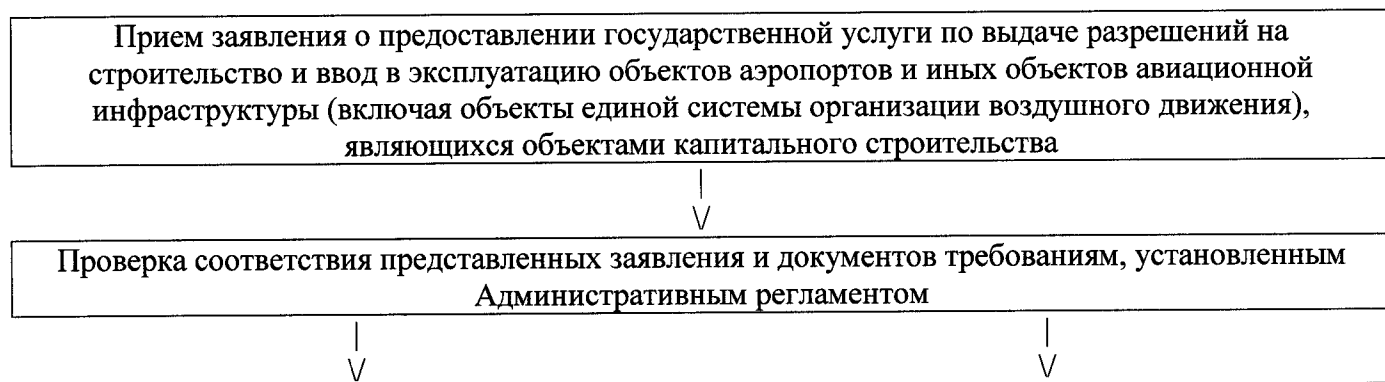 Прием заявления о предоставлении государственной услуги по выдаче разрешений на
строительство и ввод в эксплуатацию объектов аэропортов и иных объектов авиационной
инфраструктуры (включая объекты единой системы организации воздушного движения),
являющихся объектами капитального строительства
Проверка соответствия представленных заявления и документов требованиям, установленным
Административным регламентом